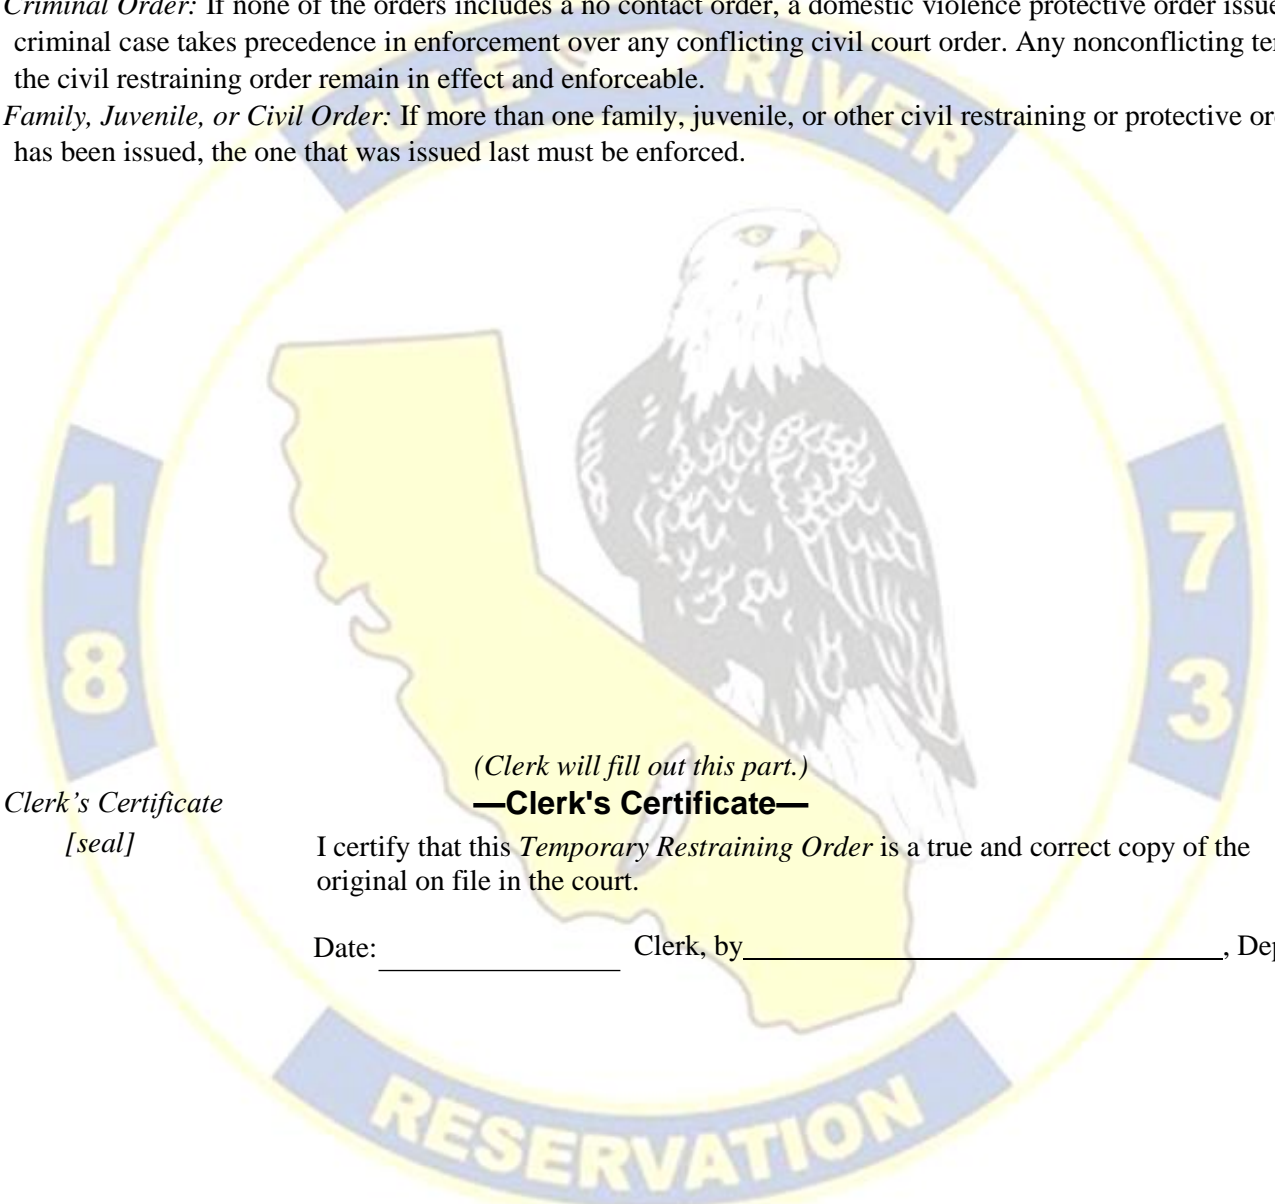 Criminal Order: If none of the orders includes a no contact order, a domestic violence protective order issue
criminal case takes precedence in enforcement over any conflicting civil court order. Any nonconflicting te
the civil restraining order remain in effect and enforceable.
Family, Juvenile, or Civil Order: If more than one family, juvenile, or other civil restraining or protective or
has been issued, the one that was issued last must be enforced.
TULE RIVER
1873
RESERVATION
(Clerk will fill out this part.)
Clerk’s Certificate
[seal]
—Clerk's Certificate—
I certify that this Temporary Restraining Order is a true and correct copy of the
original on file in the court.
Date: Clerk, by, Dep